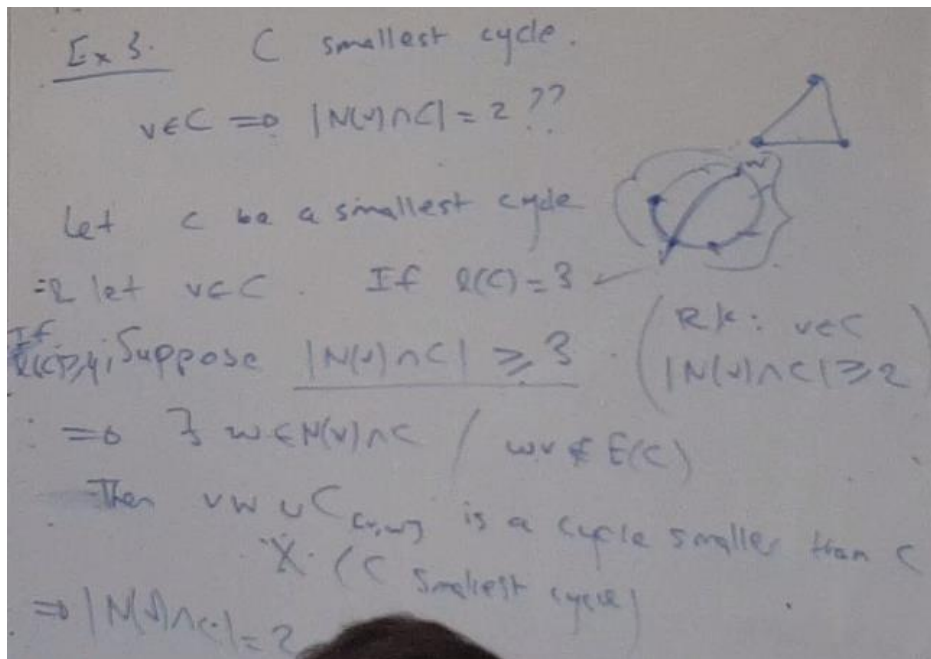 Ex 3. C smallest cycle.
v∈C ⇒ |N(v)∩C| = 2 ??
w
Let C be a smallest cycle
let v∈C. If l(C)=3 ✓
(Rk: v∈C
|N(v)∩C|≥2)
If l(C)≥4, Suppose |N(v)∩C| ≥ 3.
⇒ ∃ w∈N(v)∩C / wv ∉ E(C)
Then vw ∪ C[v,w] is a cycle smaller than C
X. (C smallest cycle)
⇒ |N(v)∩C| = 2